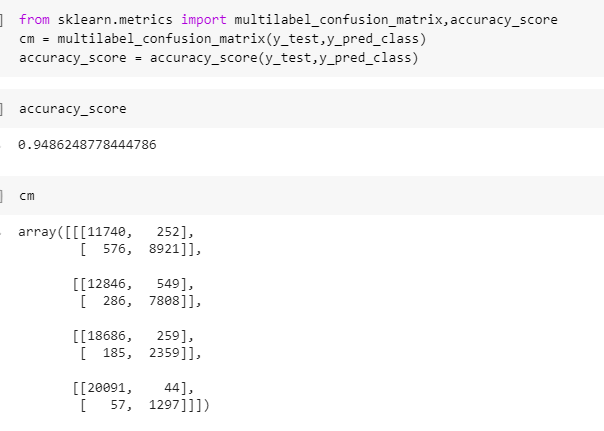 from sklearn.metrics import multilabel_confusion_matrix,accuracy_score
cm = multilabel_confusion_matrix(y_test,y_pred_class)
accuracy_score = accuracy_score(y_test,y_pred_class)
accuracy_score
0.9486248778444786
cm
array([[[11740,   252],
        [  576,  8921]],

       [[12846,   549],
        [  286,  7808]],

       [[18686,   259],
        [  185,  2359]],

       [[20091,    44],
        [   57,  1297]]])